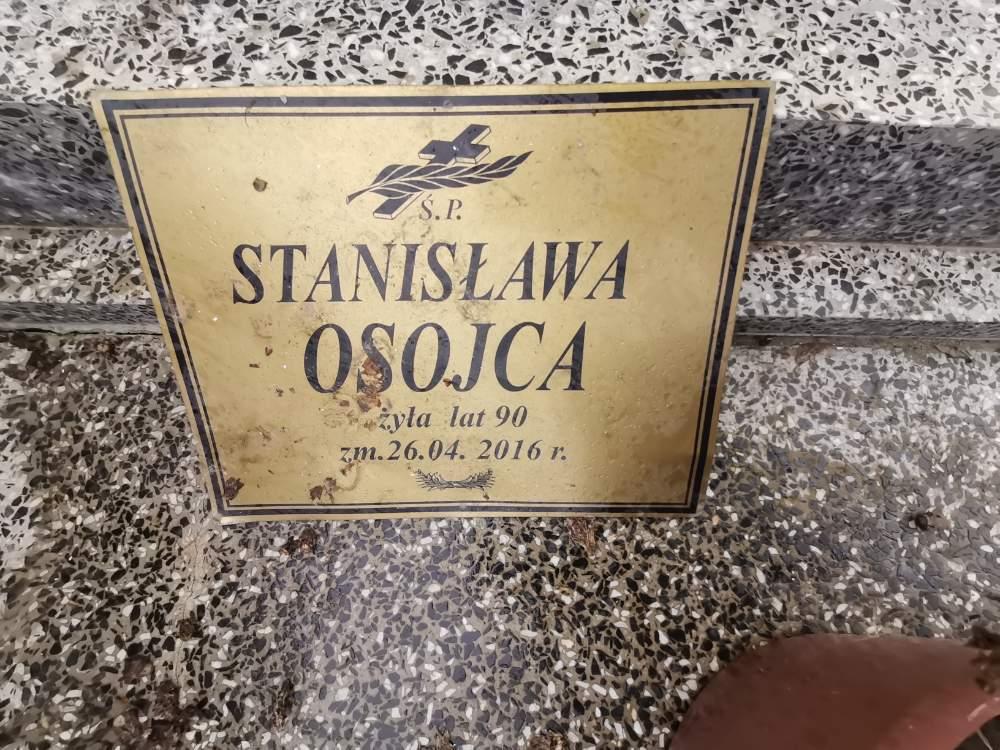 Ś.P.
STANISŁAWA
OSOJCA
żyła lat 90
zm.26.04. 2016 r.